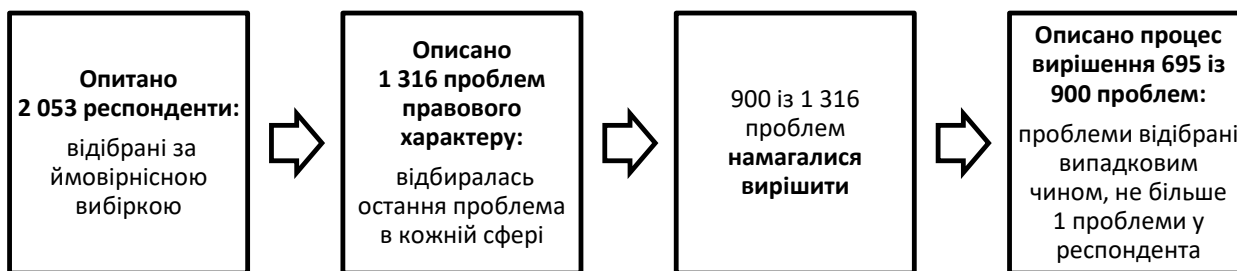 Опитано
2 053 респонденти:
відібрані за
ймовірнісною
вибіркою
Описано
1 316 проблем
правового
характеру:
відбиралась
остання проблема
в кожній сфері
900 із 1 316
проблем
намагалися
вирішити
Описано процес
вирішення 695 із
900 проблем:
проблеми відібрані
випадковим
чином, не більше
1 проблеми у
респондента